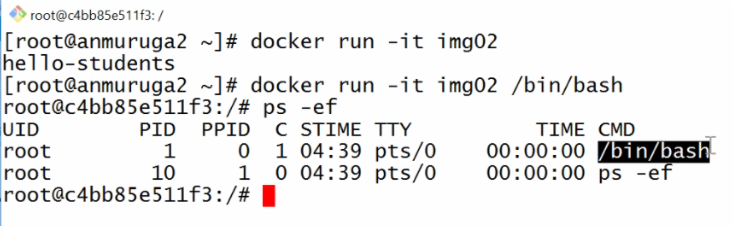 root@c4bb85e511f3: /
[root@anmuruga2 ~]# docker run -it img02
hello-students
[root@anmuruga2 ~]# docker run -it img02 /bin/bash
root@c4bb85e511f3:/# ps -ef
UID PID PPID C STIME TTY TIME CMD
root 1 0 1 04:39 pts/0 00:00:00 /bin/bash
root 10 1 0 04:39 pts/0 00:00:00 ps -ef
root@c4bb85e511f3:/#